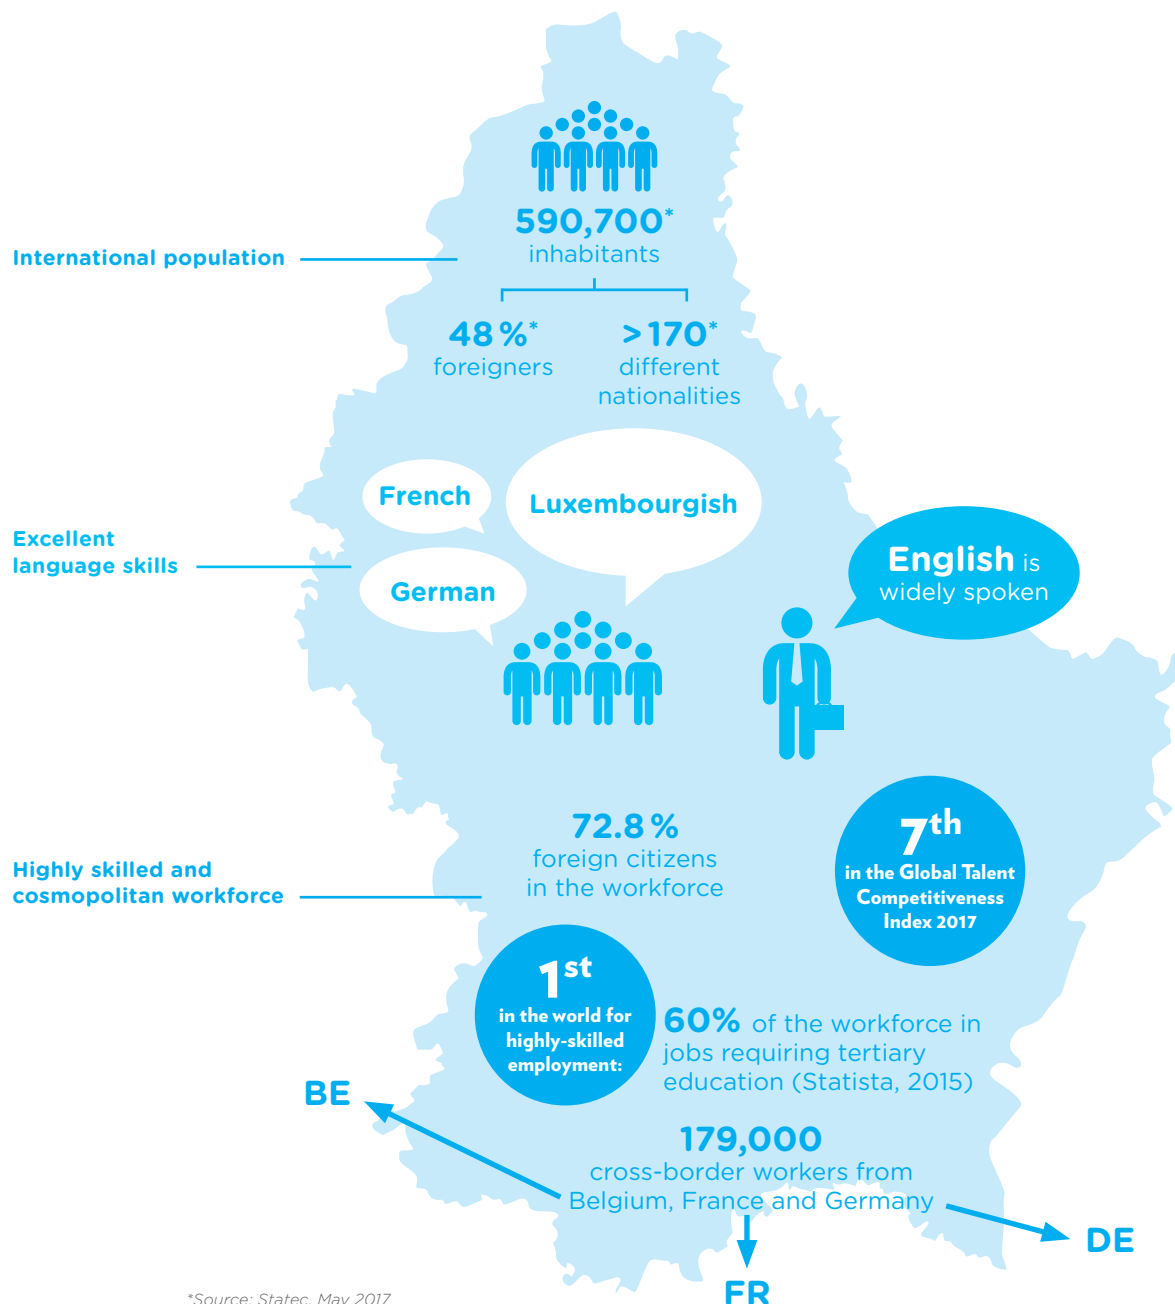 590,700*
inhabitants
International population
48 %*
foreigners
> 170*
different
nationalities
French
Luxembourgish
German
Excellent
language skills
English is
widely spoken
72.8 %
foreign citizens
in the workforce
7th
in the Global Talent
Competitiveness
Index 2017
Highly skilled and
cosmopolitan workforce
1st
in the world for
highly-skilled
employment:
60% of the workforce in
jobs requiring tertiary
education (Statista, 2015)
BE
179,000
cross-border workers from
Belgium, France and Germany
DE
FR
*Source: Statec, May 2017